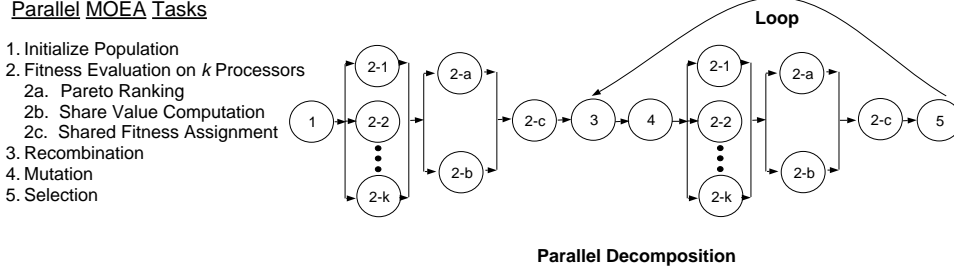 Parallel MOEA Tasks
1. Initialize Population
2. Fitness Evaluation on k Processors
2a. Pareto Ranking
2b. Share Value Computation
2c. Shared Fitness Assignment
3. Recombination
4. Mutation
5. Selection
Loop
1
2-1
2-2
2-k
2-a
2-b
2-c
3
4
2-1
2-2
2-k
2-a
2-b
2-c
5
Parallel Decomposition